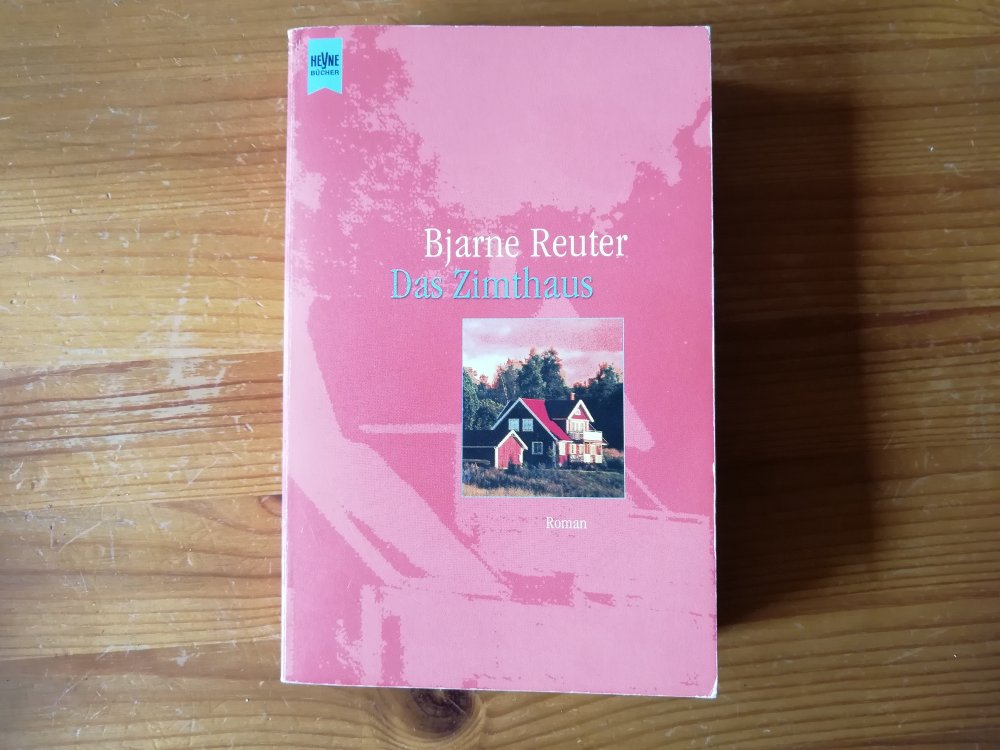 HEYNE
BÜCHER
Bjarne Reuter
Das Zimthaus
Roman